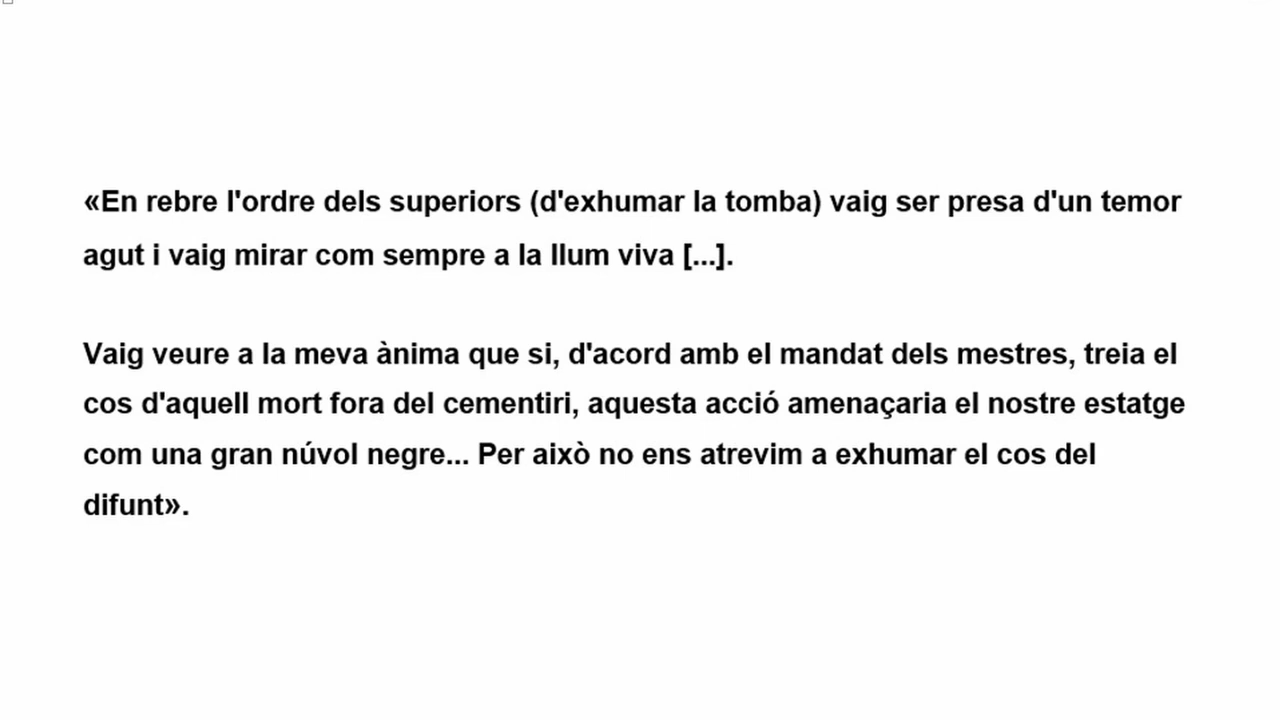 «En rebre l'ordre dels superiors (d'exhumar la tomba) vaig ser presa d'un temor
agut i vaig mirar com sempre a la llum viva [...].
Vaig veure a la meva ànima que si, d'acord amb el mandat dels mestres, treia el
cos d'aquell mort fora del cementiri, aquesta acció amenaçaria el nostre estatge
com una gran núvol negre... Per això no ens atrevim a exhumar el cos del
difunt».